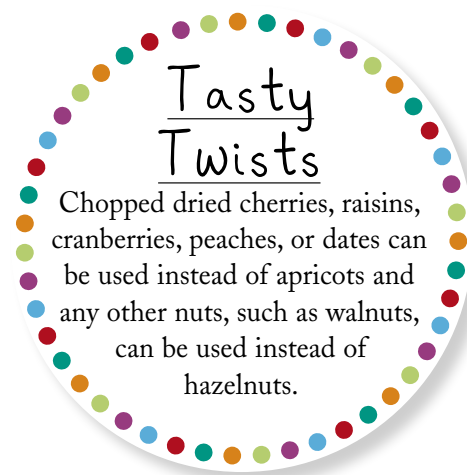 Tasty
Twists
Chopped dried cherries, raisins,
cranberries, peaches, or dates can
be used instead of apricots and
any other nuts, such as walnuts,
can be used instead of
hazelnuts.